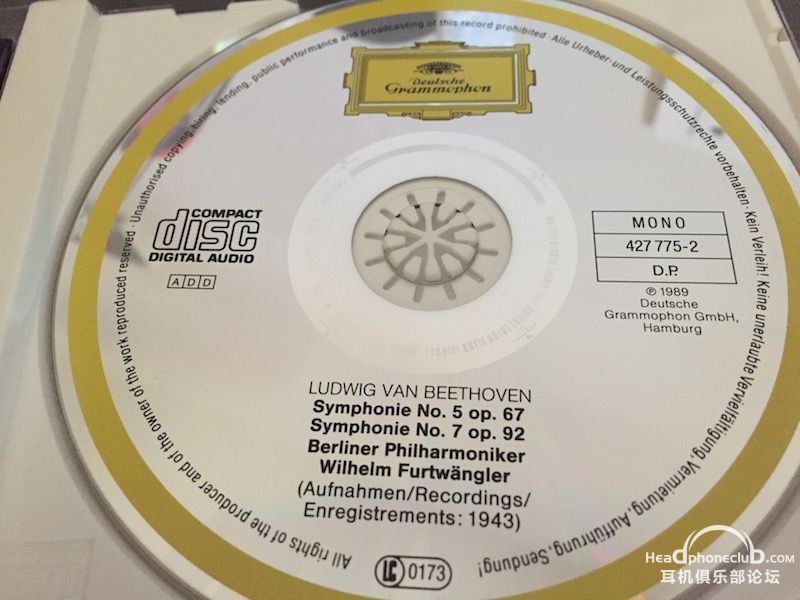 Unauthorised copying, hiring, lending, public performance and broadcasting of this record prohibited · Alle Urheber- und Leistungsschutzrechte vorbehalten · Kein Verleih! Keine unerlaubte Vervielfältigung, Vermietung, Aufführung, Sendung!
Deutsche
Grammophon
COMPACT
disc
DIGITAL AUDIO
ADD
MONO
427 775-2
D.P.
℗ 1989
Deutsche
Grammophon GmbH,
Hamburg
LUDWIG VAN BEETHOVEN
Symphonie No. 5 op. 67
Symphonie No. 7 op. 92
Berliner Philharmoniker
Wilhelm Furtwängler
(Aufnahmen/Recordings/
Enregistrements: 1943)
All rights of the producer and of the owner of the work reproduced reserved ·
LC 0173
Headphoneclub.com
耳机俱乐部论坛